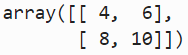 array([[ 4,  6],
       [ 8, 10]])